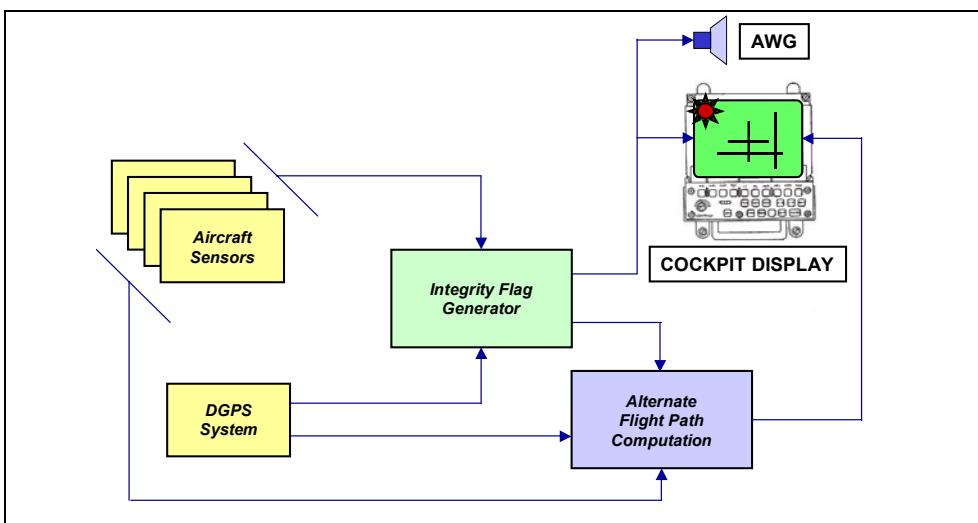 AWG
COCKPIT DISPLAY
Aircraft
Sensors
Integrity Flag
Generator
DGPS
System
Alternate
Flight Path
Computation